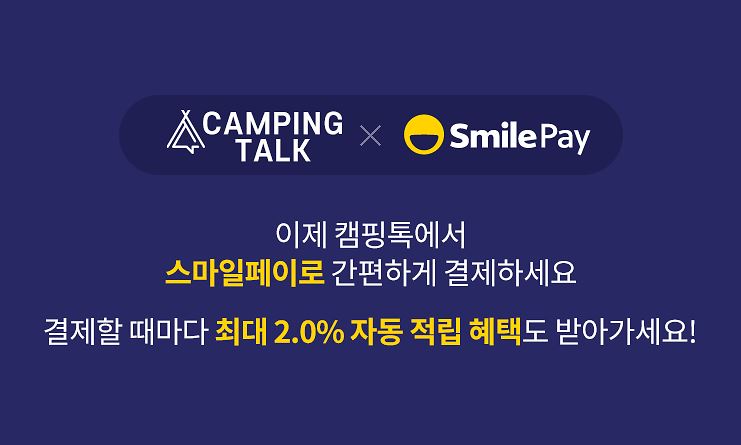 CAMPING TALK × Smile Pay
이제 캠핑톡에서
스마일페이로 간편하게 결제하세요
결제할 때마다 최대 2.0% 자동 적립 혜택도 받아가세요!